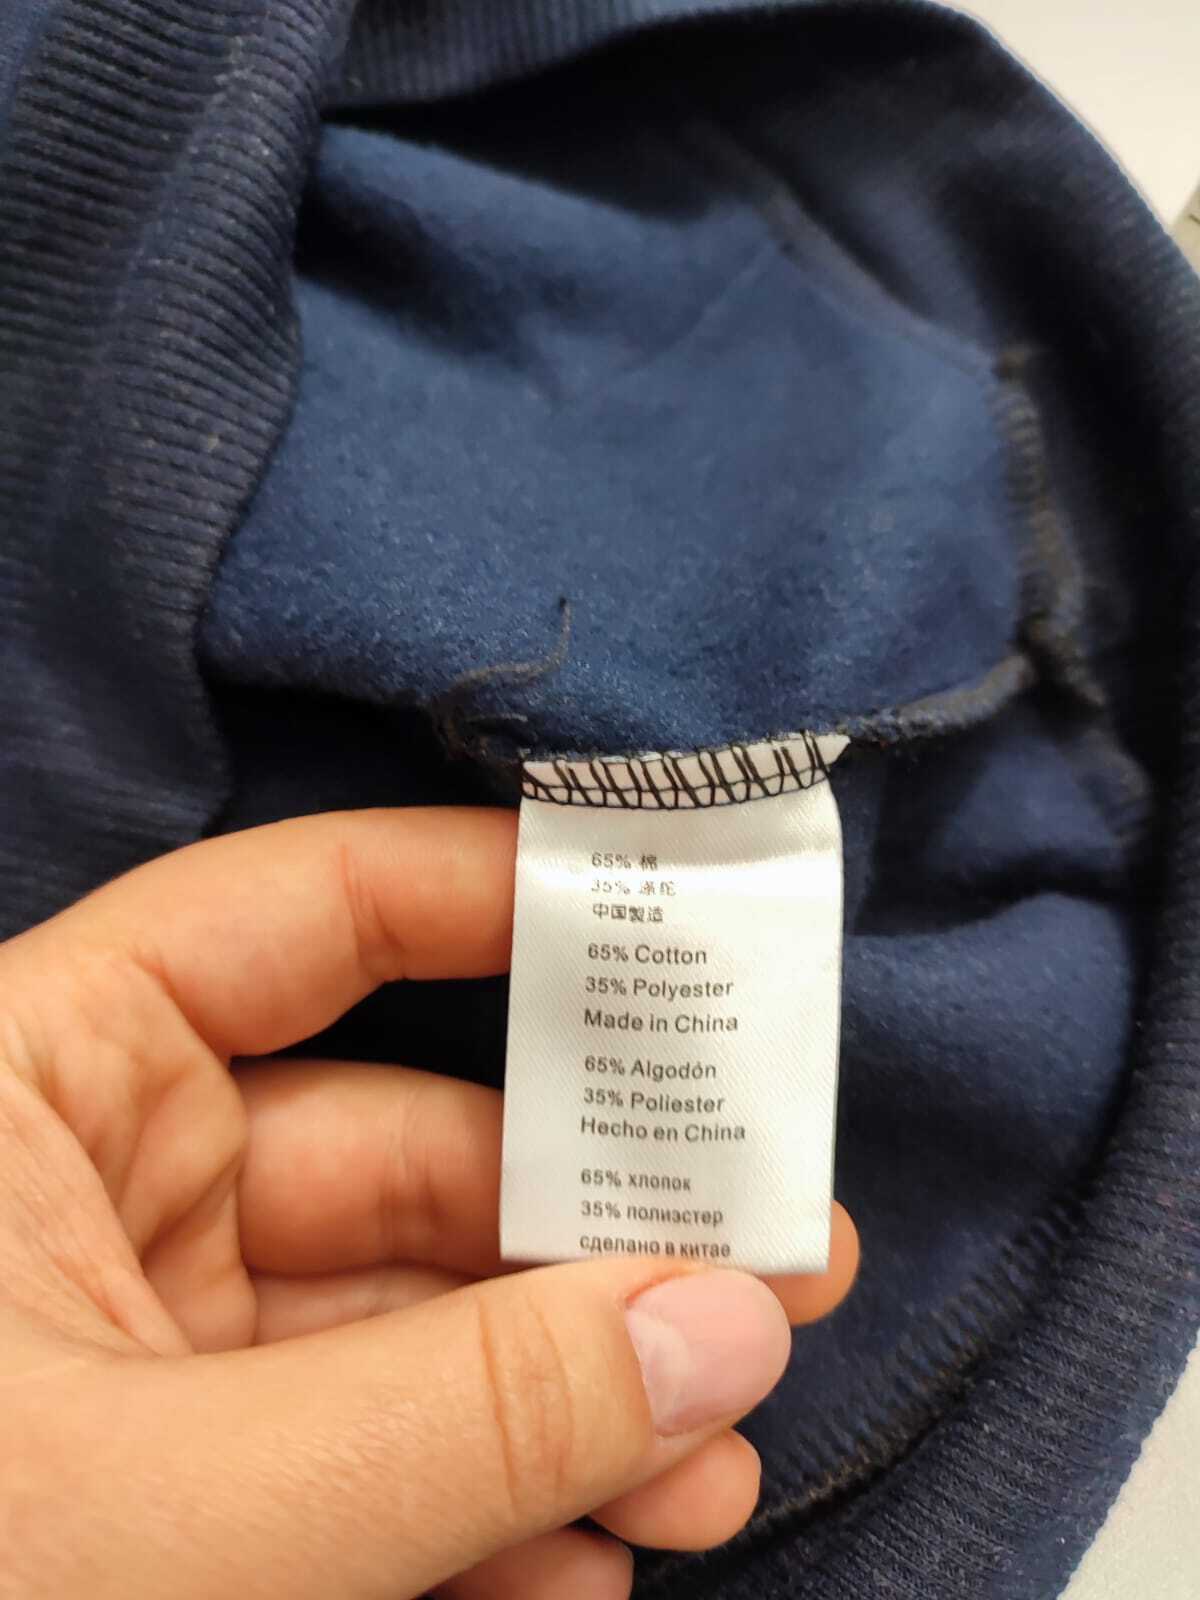 65% 棉
35% 涤纶
中国製造
65% Cotton
35% Polyester
Made in China
65% Algodón
35% Poliester
Hecho en China
65% хлопок
35% полиэстер
сделано в китае